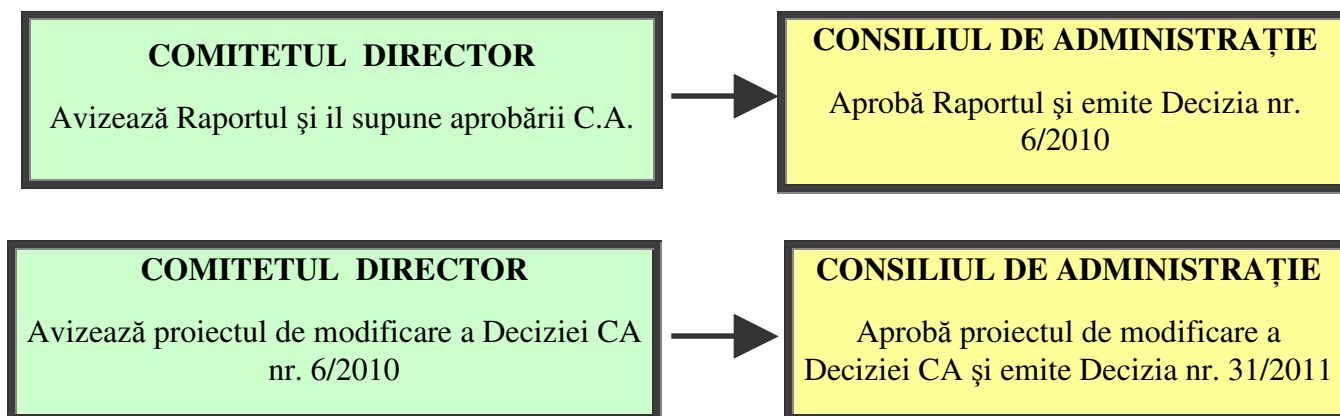 COMITETUL DIRECTOR
Avizează Raportul şi il supune aprobării C.A.
CONSILIUL DE ADMINISTRAȚIE
Aprobă Raportul şi emite Decizia nr.
6/2010
COMITETUL DIRECTOR
Avizează proiectul de modificare a Deciziei CA
nr. 6/2010
CONSILIUL DE ADMINISTRAȚIE
Aprobă proiectul de modificare a
Deciziei CA şi emite Decizia nr. 31/2011